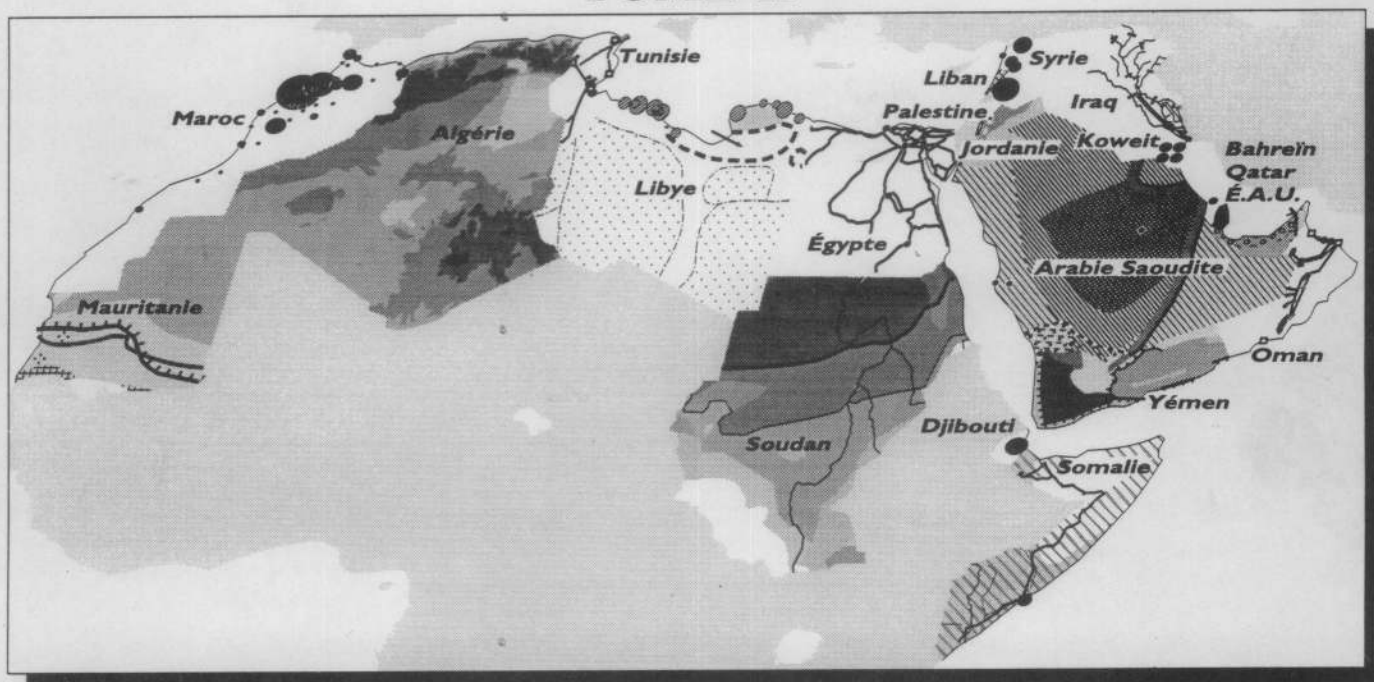 Tunisie
Syrie
Liban
Maroc
Palestine
Iraq
Algérie
Jordanie
Koweit
Bahreïn
Qatar
É.A.U.
Libye
Égypte
Arabie Saoudite
Mauritanie
Oman
Yémen
Djibouti
Soudan
Somalie